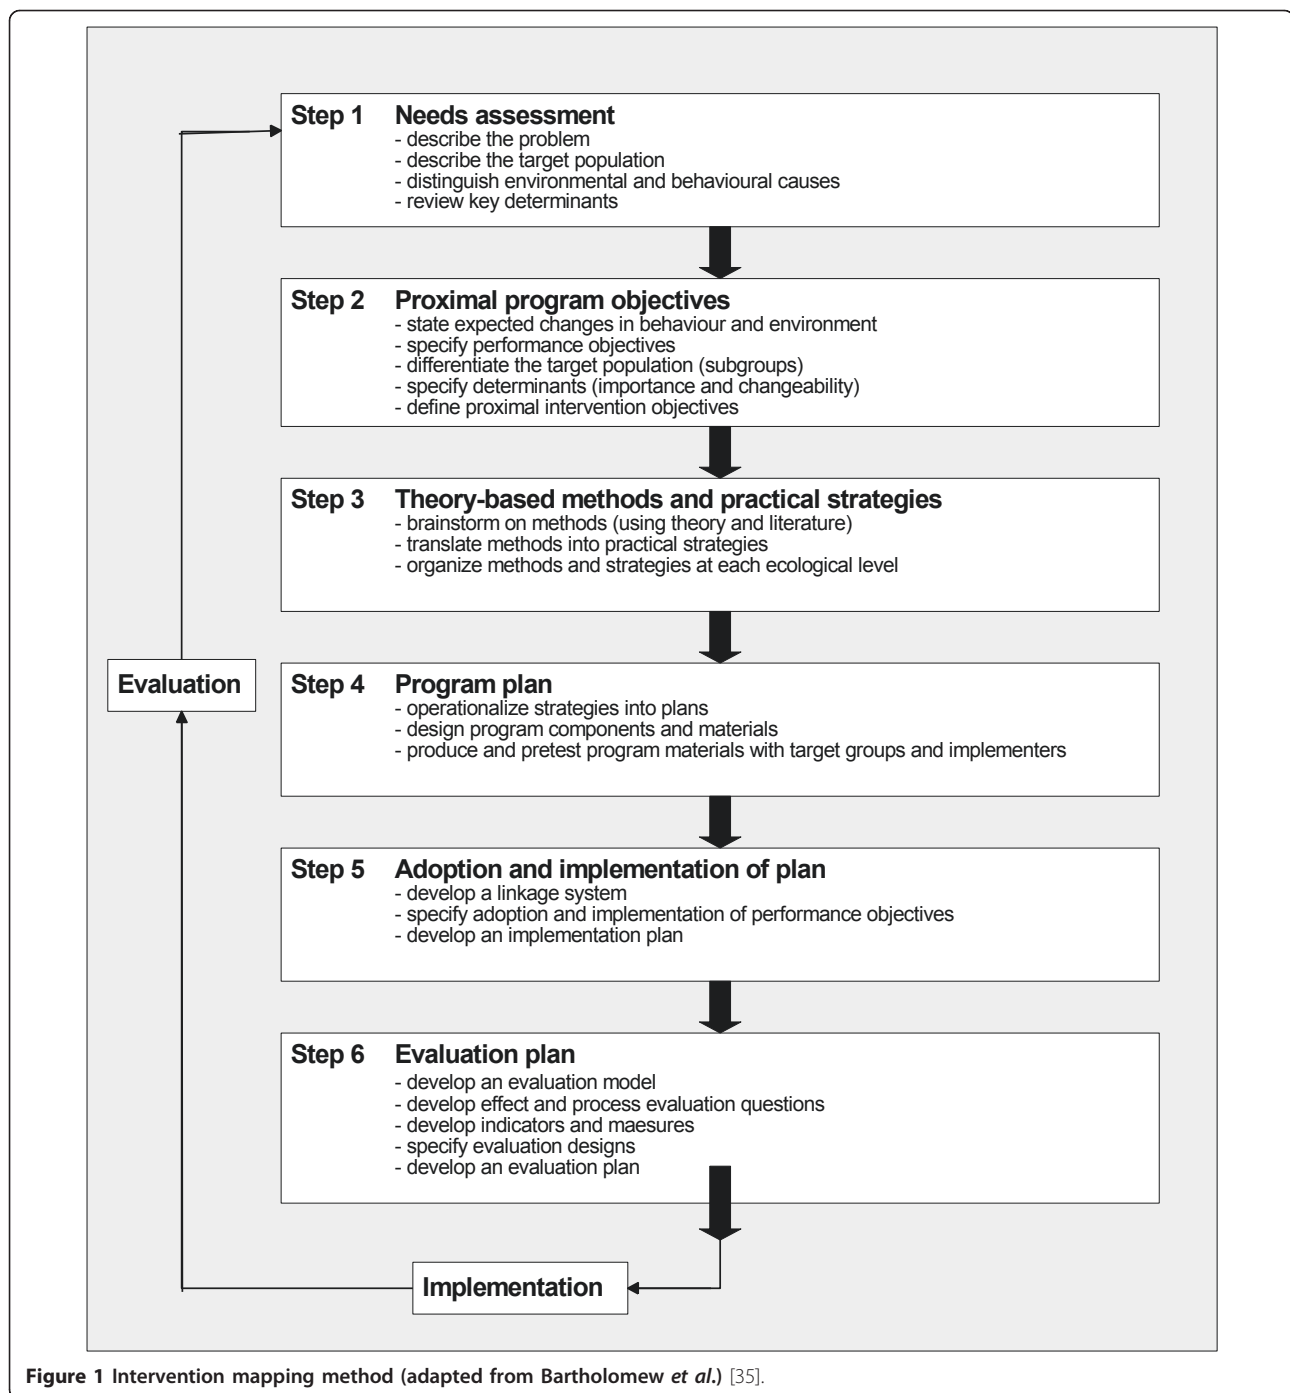 Step 1 Needs assessment
- describe the problem
- describe the target population
- distinguish environmental and behavioural causes
- review key determinants
Step 2 Proximal program objectives
- state expected changes in behaviour and environment
- specify performance objectives
- differentiate the target population (subgroups)
- specify determinants (importance and changeability)
- define proximal intervention objectives
Step 3 Theory-based methods and practical strategies
- brainstorm on methods (using theory and literature)
- translate methods into practical strategies
- organize methods and strategies at each ecological level
Evaluation
Step 4 Program plan
- operationalize strategies into plans
- design program components and materials
- produce and pretest program materials with target groups and implementers
Step 5 Adoption and implementation of plan
- develop a linkage system
- specify adoption and implementation of performance objectives
- develop an implementation plan
Step 6 Evaluation plan
- develop an evaluation model
- develop effect and process evaluation questions
- develop indicators and maesures
- specify evaluation designs
- develop an evaluation plan
Implementation
Figure 1 Intervention mapping method (adapted from Bartholomew et al.) [35].